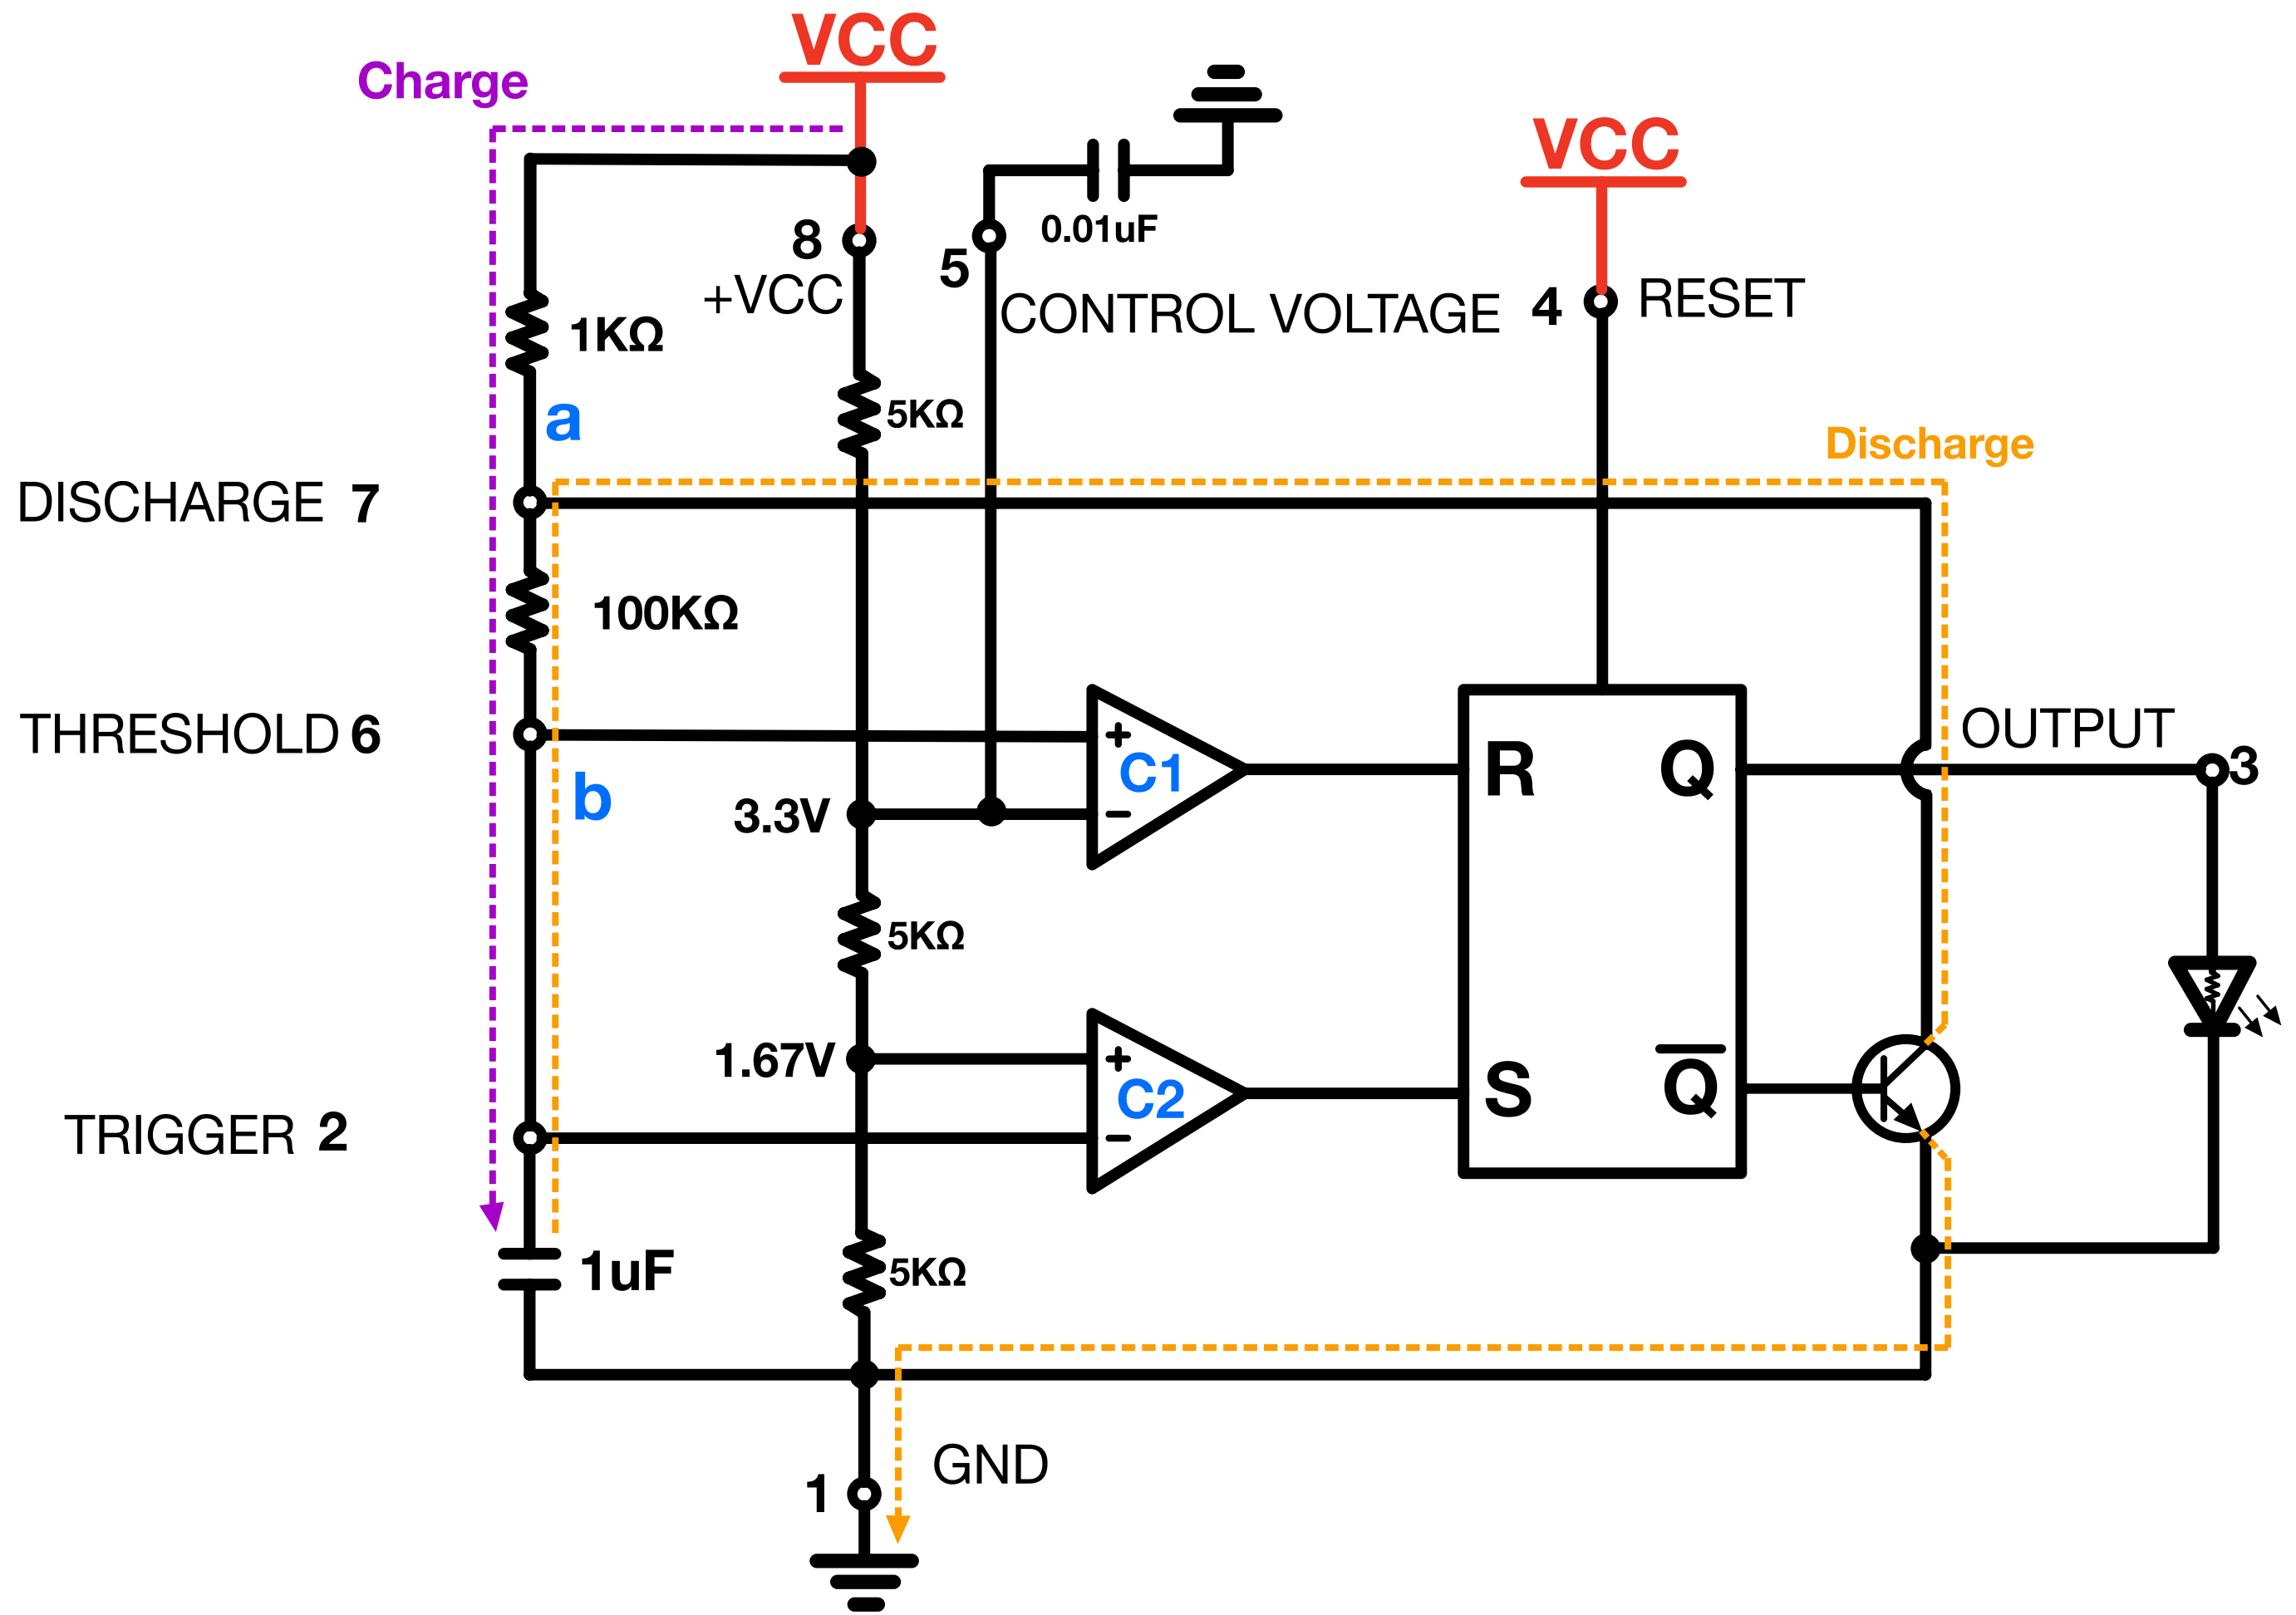 VCC
Charge
VCC
0.01uF
8
5
+VCC
CONTROL VOLTAGE
4
RESET
1KΩ
a
5KΩ
Discharge
DISCHARGE 7
100KΩ
THRESHOLD 6
OUTPUT
3
+
C1
-
R
Q
b
3.3V
5KΩ
1.67V
+
C2
-
S
Q
TRIGGER 2
1uF
5KΩ
GND
1